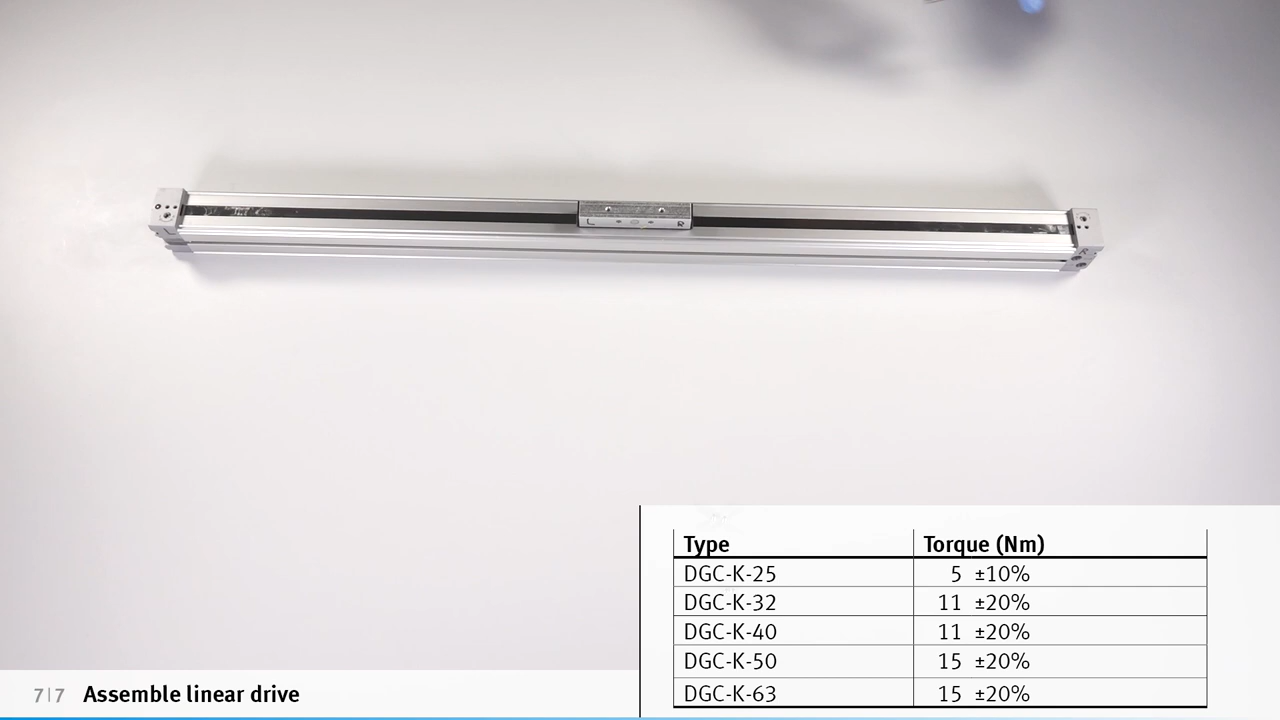 L R
Type Torque (Nm)
DGC-K-25 5 ±10%
DGC-K-32 11 ±20%
DGC-K-40 11 ±20%
DGC-K-50 15 ±20%
DGC-K-63 15 ±20%
7|7 Assemble linear drive